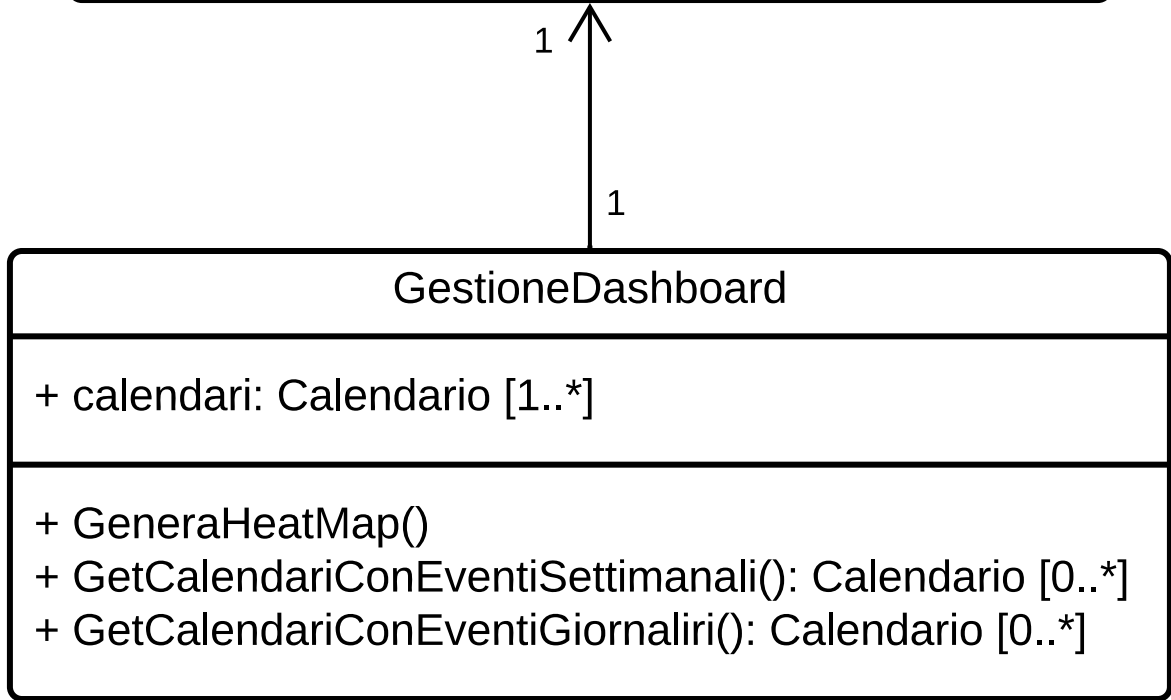 1
1
GestioneDashboard
+ calendari: Calendario [1..*]
+ GeneraHeatMap()
+ GetCalendariConEventiSettimanali(): Calendario [0..*]
+ GetCalendariConEventiGiornaliri(): Calendario [0..*]